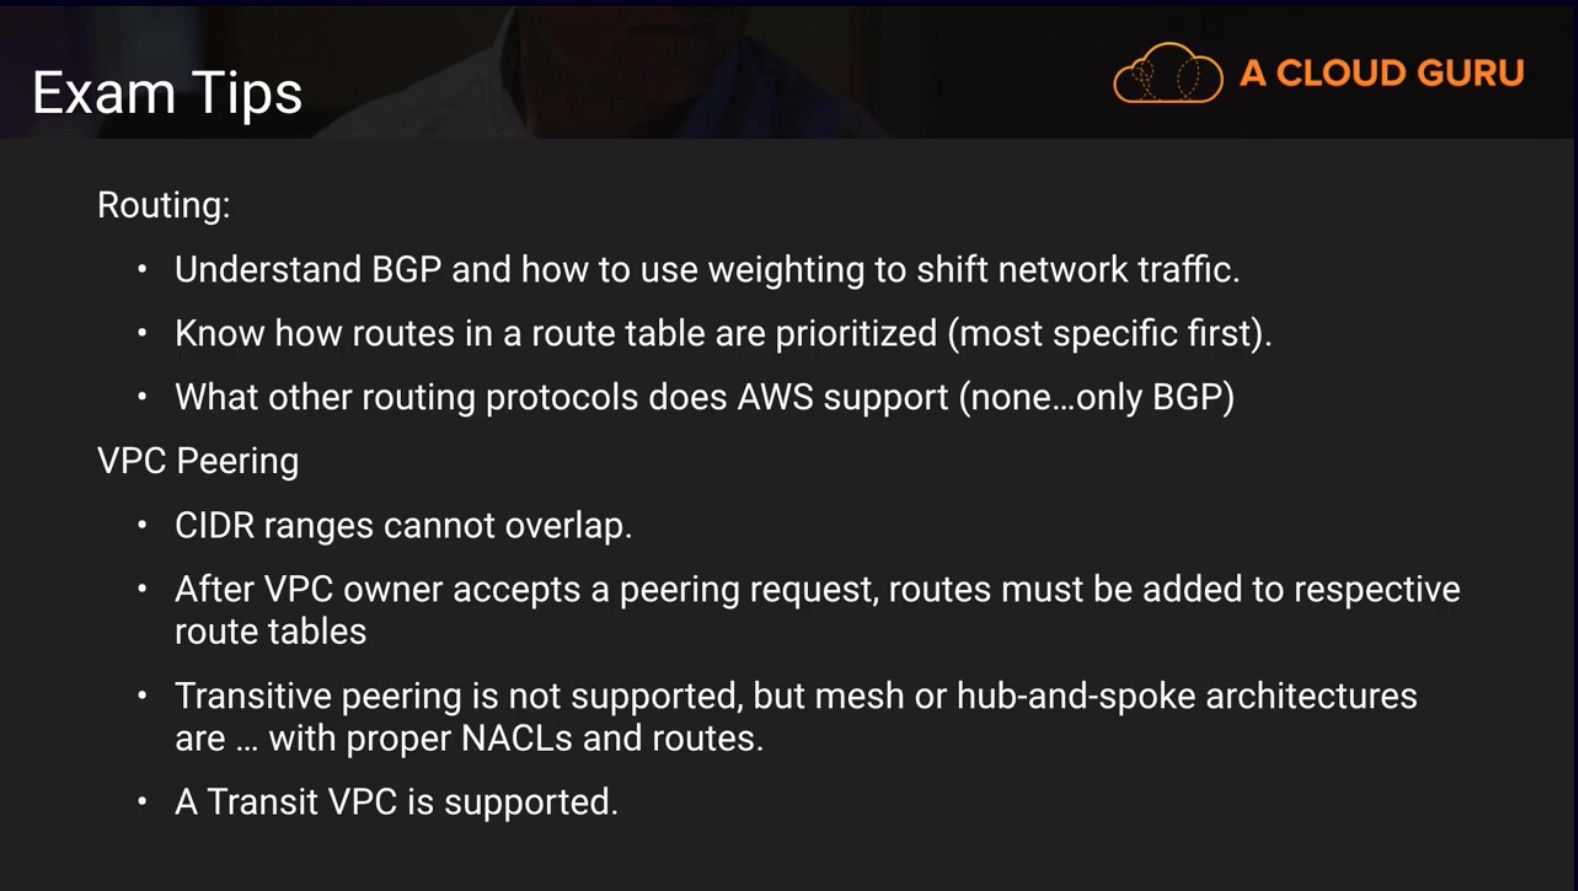 Exam Tips
A CLOUD GURU
Routing:
• Understand BGP and how to use weighting to shift network traffic.
• Know how routes in a route table are prioritized (most specific first).
• What other routing protocols does AWS support (none...only BGP)
VPC Peering
• CIDR ranges cannot overlap.
• After VPC owner accepts a peering request, routes must be added to respective
route tables
• Transitive peering is not supported, but mesh or hub-and-spoke architectures
are ... with proper NACLs and routes.
• A Transit VPC is supported.